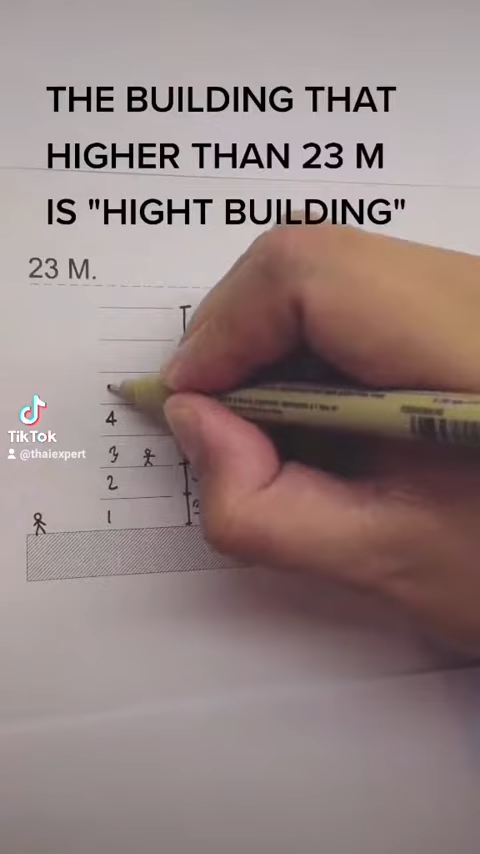 THE BUILDING THAT
HIGHER THAN 23 M
IS "HIGHT BUILDING"
23 M.
4
3
2
1
TikTok
@thaiexpert